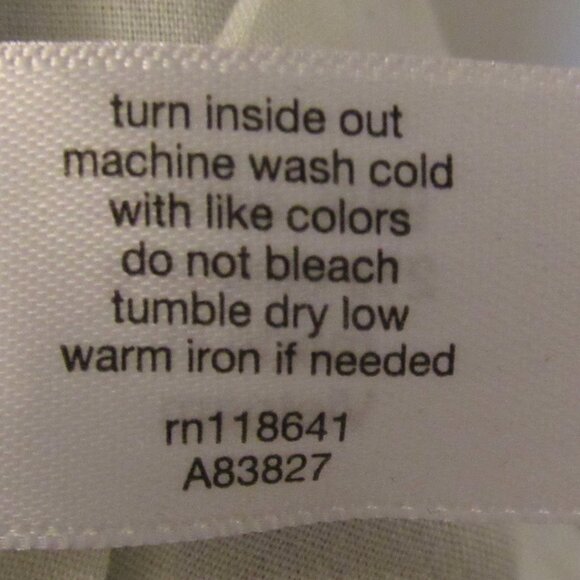 turn inside out
machine wash cold
with like colors
do not bleach
tumble dry low
warm iron if needed
rn118641
A83827